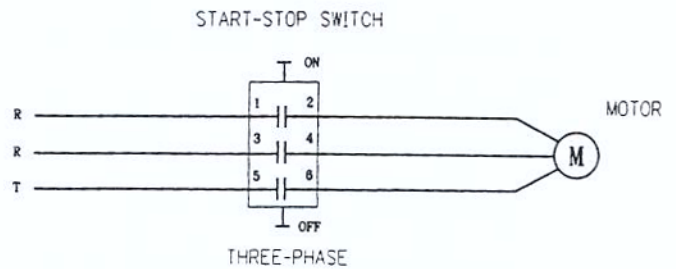 START-STOP SWITCH
ON
1 2
R
MOTOR
3 4
R
M
5 6
T
OFF
THREE-PHASE